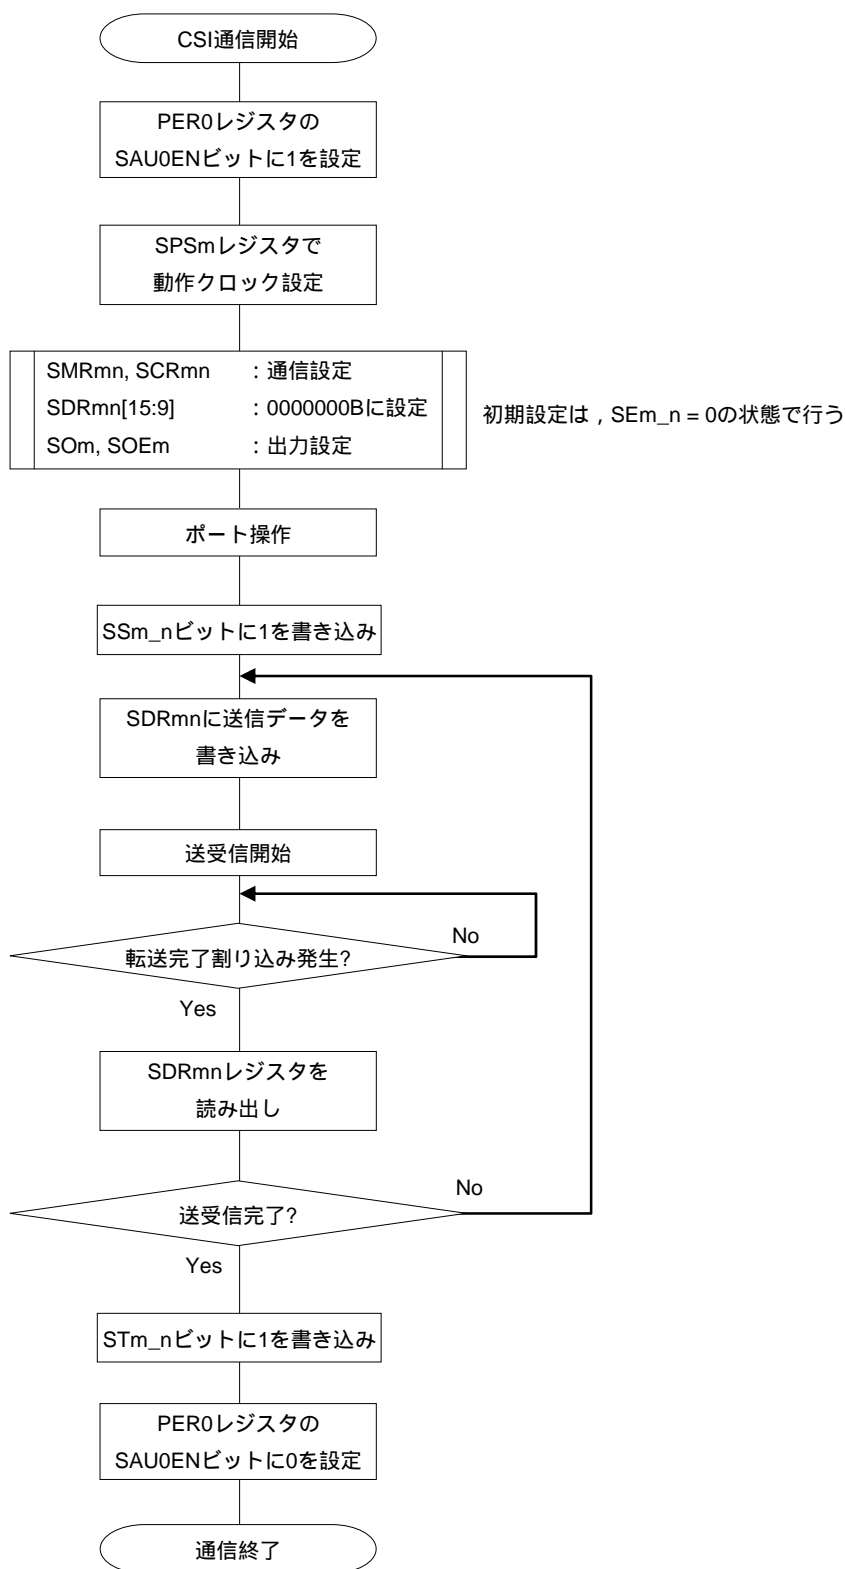 CSI通信開始
PER0レジスタの
SAU0ENビットに1を設定
SPSmレジスタで
動作クロック設定
SMRmn, SCRmn ：通信設定
SDRmn[15:9] ：0000000Bに設定
SOm, SOEm ：出力設定
初期設定は，SEm_n = 0の状態で行う
ポート操作
SSm_nビットに1を書き込み
SDRmnに送信データを
書き込み
送受信開始
転送完了割り込み発生?
No
Yes
SDRmnレジスタを
読み出し
送受信完了?
No
Yes
STm_nビットに1を書き込み
PER0レジスタの
SAU0ENビットに0を設定
通信終了